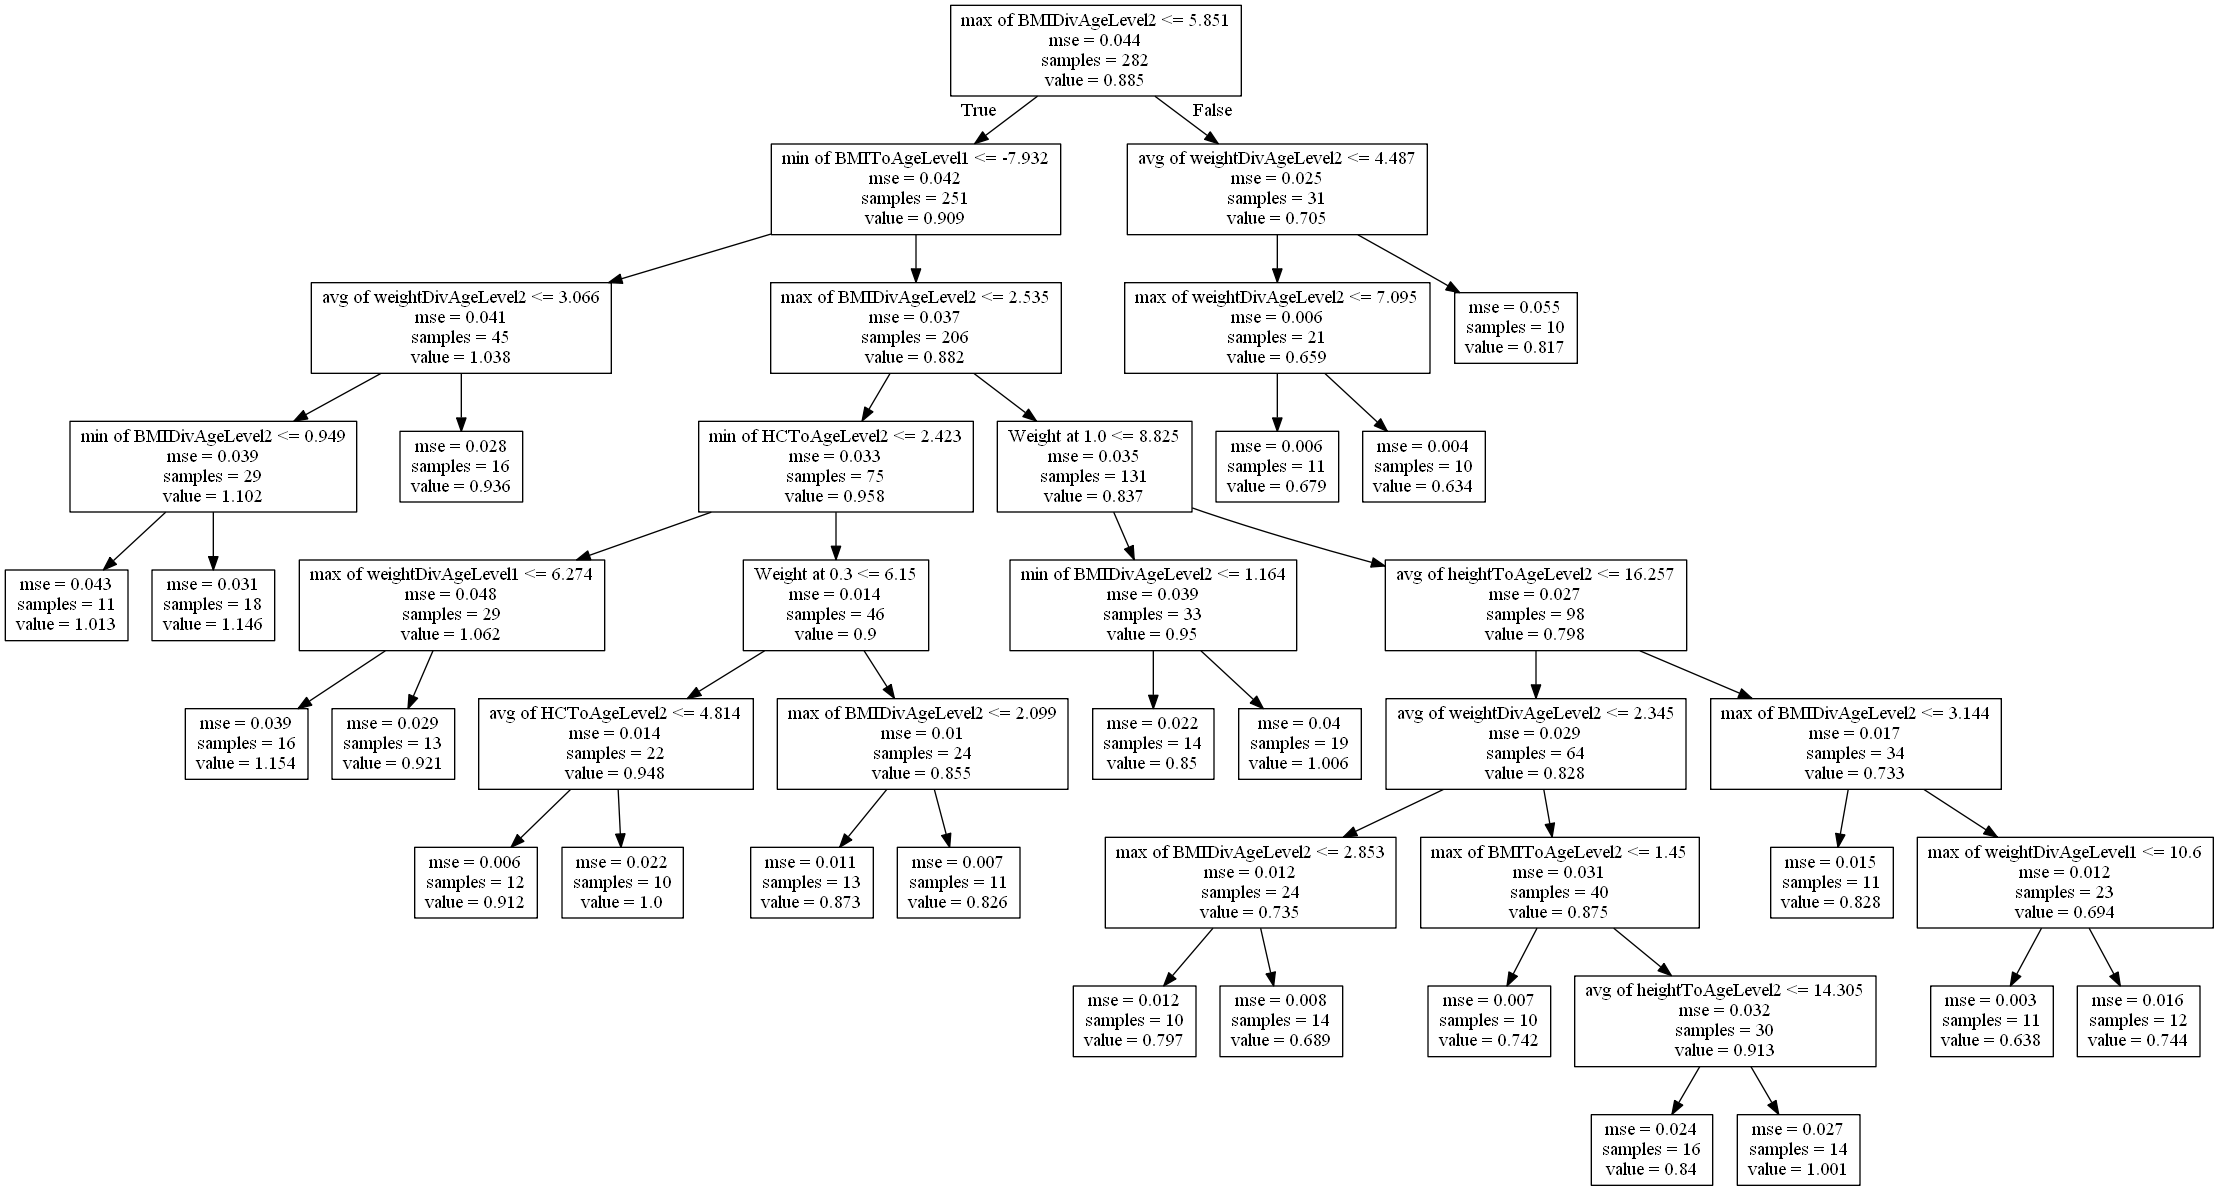 max of BMIDivAgeLevel2 <= 5.851
mse = 0.044
samples = 282
value = 0.885
True
False
min of BMIToAgeLevel1 <= -7.932
mse = 0.042
samples = 251
value = 0.909
avg of weightDivAgeLevel2 <= 4.487
mse = 0.025
samples = 31
value = 0.705
avg of weightDivAgeLevel2 <= 3.066
mse = 0.041
samples = 45
value = 1.038
max of BMIDivAgeLevel2 <= 2.535
mse = 0.037
samples = 206
value = 0.882
max of weightDivAgeLevel2 <= 7.095
mse = 0.006
samples = 21
value = 0.659
mse = 0.055
samples = 10
value = 0.817
min of BMIDivAgeLevel2 <= 0.949
mse = 0.039
samples = 29
value = 1.102
mse = 0.028
samples = 16
value = 0.936
min of HCToAgeLevel2 <= 2.423
mse = 0.033
samples = 75
value = 0.958
Weight at 1.0 <= 8.825
mse = 0.035
samples = 131
value = 0.837
mse = 0.006
samples = 11
value = 0.679
mse = 0.004
samples = 10
value = 0.634
mse = 0.043
samples = 11
value = 1.013
mse = 0.031
samples = 18
value = 1.146
max of weightDivAgeLevel1 <= 6.274
mse = 0.048
samples = 29
value = 1.062
Weight at 0.3 <= 6.15
mse = 0.014
samples = 46
value = 0.9
min of BMIDivAgeLevel2 <= 1.164
mse = 0.039
samples = 33
value = 0.95
avg of heightToAgeLevel2 <= 16.257
mse = 0.027
samples = 98
value = 0.798
mse = 0.039
samples = 16
value = 1.154
mse = 0.029
samples = 13
value = 0.921
avg of HCToAgeLevel2 <= 4.814
mse = 0.014
samples = 22
value = 0.948
max of BMIDivAgeLevel2 <= 2.099
mse = 0.01
samples = 24
value = 0.855
mse = 0.022
samples = 14
value = 0.85
mse = 0.04
samples = 19
value = 1.006
avg of weightDivAgeLevel2 <= 2.345
mse = 0.029
samples = 64
value = 0.828
max of BMIDivAgeLevel2 <= 3.144
mse = 0.017
samples = 34
value = 0.733
mse = 0.006
samples = 12
value = 0.912
mse = 0.022
samples = 10
value = 1.0
mse = 0.011
samples = 13
value = 0.873
mse = 0.007
samples = 11
value = 0.826
max of BMIDivAgeLevel2 <= 2.853
mse = 0.012
samples = 24
value = 0.735
max of BMIToAgeLevel2 <= 1.45
mse = 0.031
samples = 40
value = 0.875
mse = 0.015
samples = 11
value = 0.828
max of weightDivAgeLevel1 <= 10.6
mse = 0.012
samples = 23
value = 0.694
mse = 0.012
samples = 10
value = 0.797
mse = 0.008
samples = 14
value = 0.689
mse = 0.007
samples = 10
value = 0.742
avg of heightToAgeLevel2 <= 14.305
mse = 0.032
samples = 30
value = 0.913
mse = 0.003
samples = 11
value = 0.638
mse = 0.016
samples = 12
value = 0.744
mse = 0.024
samples = 16
value = 0.84
mse = 0.027
samples = 14
value = 1.001